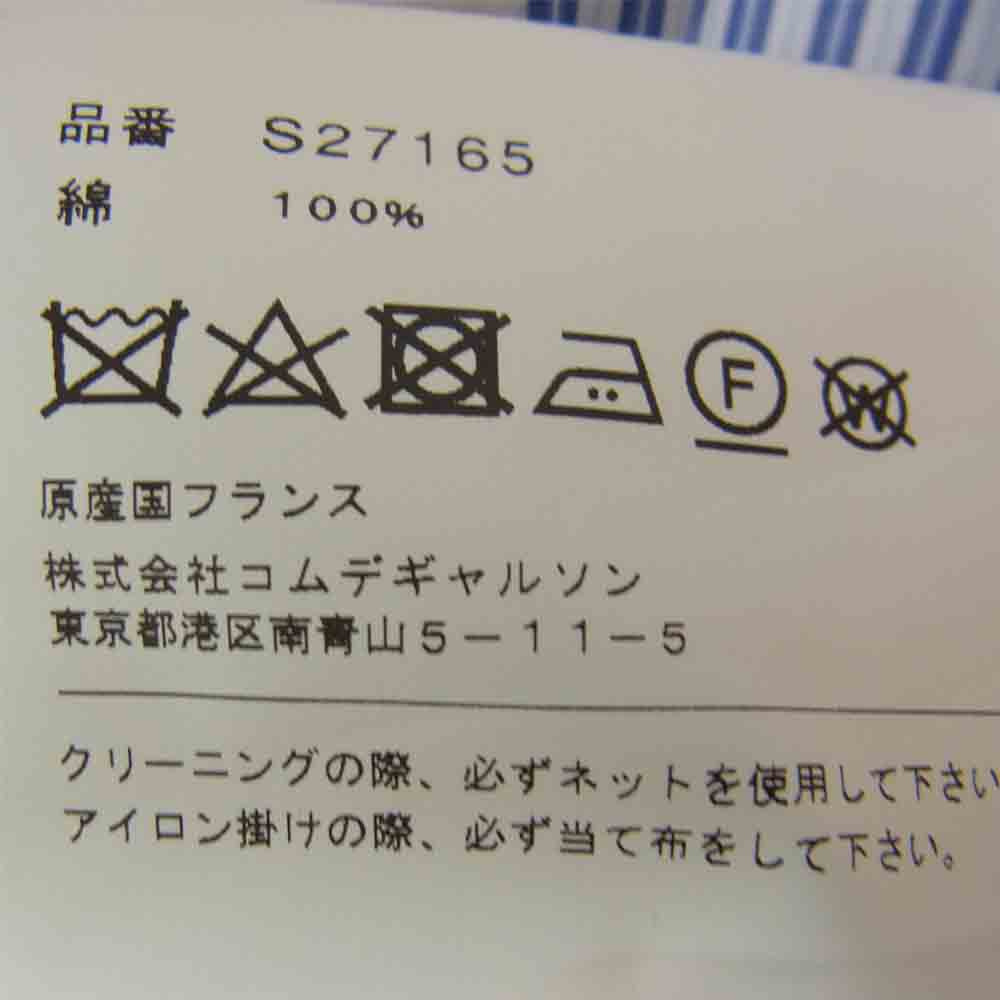 品番 S27165
綿 100%
F W
原産国フランス
株式会社コムデギャルソン
東京都港区南青山5-11-5
クリーニングの際、必ずネットを使用して下さい
アイロン掛けの際、必ず当て布をして下さい。